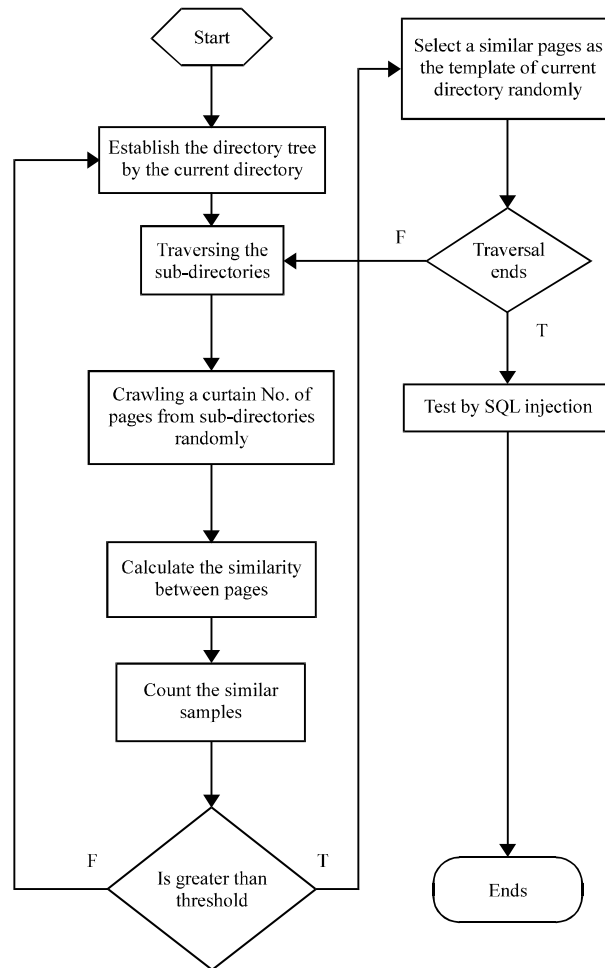 Start
Establish the directory tree
by the current directory
Traversing the
sub-directories
Crawling a curtain No. of
pages from sub-directories
randomly
Calculate the similarity
between pages
Count the similar
samples
Is greater than
threshold
F
T
Select a similar pages as
the template of current
directory randomly
Traversal
ends
F
T
Test by SQL injection
Ends